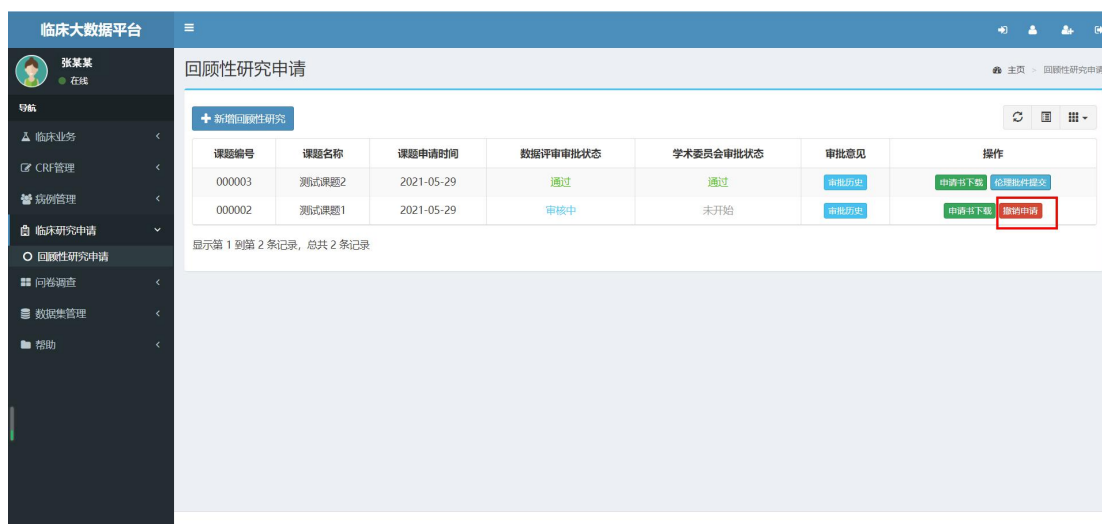 临床大数据平台
张某某
在线
导航
临床业务
CRF管理
病例管理
临床研究申请
回顾性研究申请
问卷调查
数据集管理
帮助
回顾性研究申请
主页 > 回顾性研究申请
新增回顾性研究
课题编号 课题名称 课题申请时间 数据评审审批状态 学术委员会审批状态 审批意见 操作
000003 测试课题2 2021-05-29 通过 通过 审批历史 申请书下载 伦理批件提交
000002 测试课题1 2021-05-29 审核中 未开始 审批历史 申请书下载 撤销申请
显示第 1 到第 2 条记录，总共 2 条记录